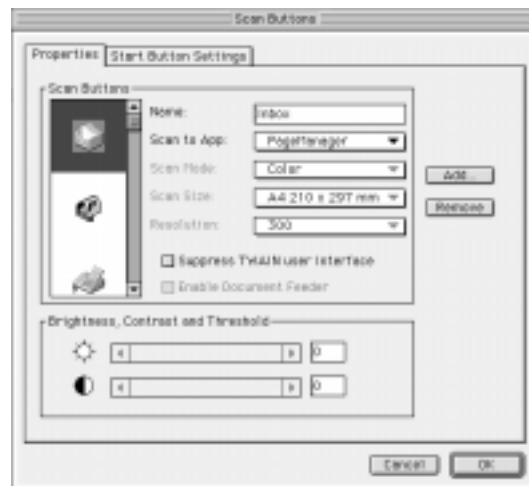 Scan Buttons
Properties Start Button Settings
Scan Buttons
Name: Inbox
Scan to App: PageManager
Scan Mode: Color
Scan Size: A4 210 x 297 mm
Resolution: 300
Add...
Remove
Suppress TWAIN user interface
Enable Document Feeder
Brightness, Contrast and Threshold
0
0
Cancel OK